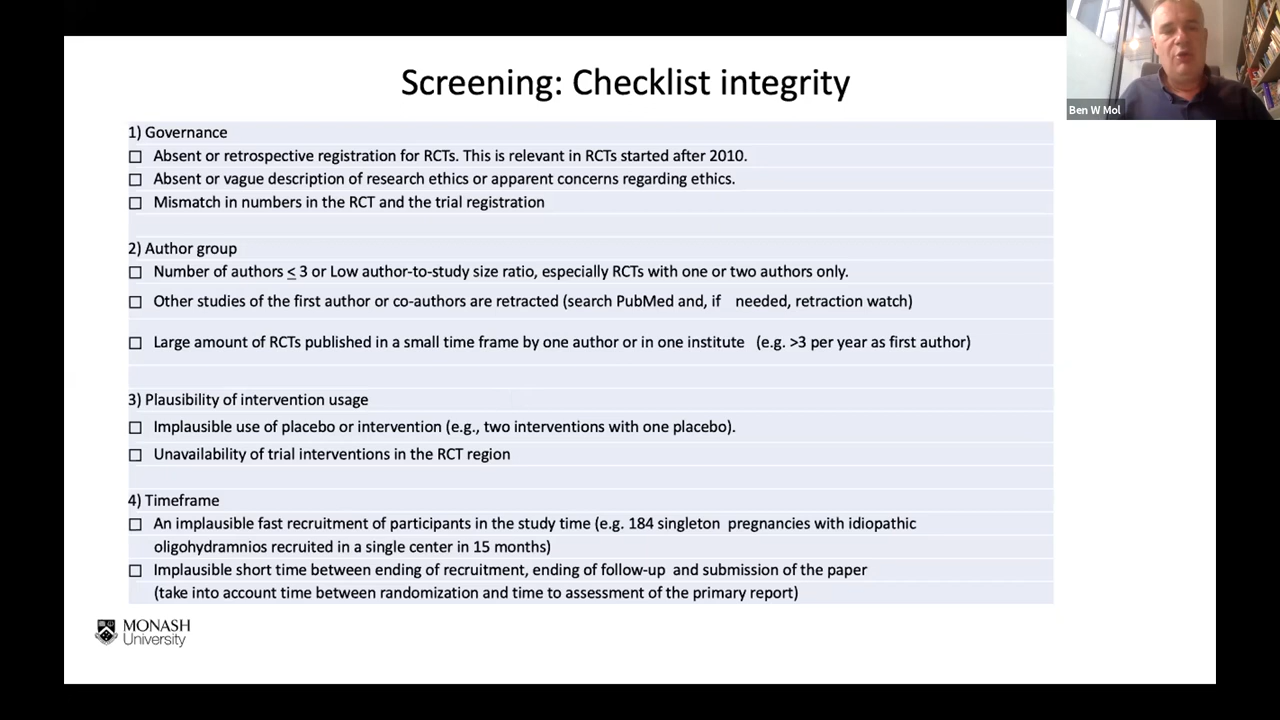 Screening: Checklist integrity
Ben W Mol
1) Governance
☐ Absent or retrospective registration for RCTs. This is relevant in RCTs started after 2010.
☐ Absent or vague description of research ethics or apparent concerns regarding ethics.
☐ Mismatch in numbers in the RCT and the trial registration
2) Author group
☐ Number of authors ≤ 3 or Low author-to-study size ratio, especially RCTs with one or two authors only.
☐ Other studies of the first author or co-authors are retracted (search PubMed and, if needed, retraction watch)
☐ Large amount of RCTs published in a small time frame by one author or in one institute (e.g. >3 per year as first author)
3) Plausibility of intervention usage
☐ Implausible use of placebo or intervention (e.g., two interventions with one placebo).
☐ Unavailability of trial interventions in the RCT region
4) Timeframe
☐ An implausible fast recruitment of participants in the study time (e.g. 184 singleton pregnancies with idiopathic
oligohydramnios recruited in a single center in 15 months)
☐ Implausible short time between ending of recruitment, ending of follow-up and submission of the paper
(take into account time between randomization and time to assessment of the primary report)
MONASH
University